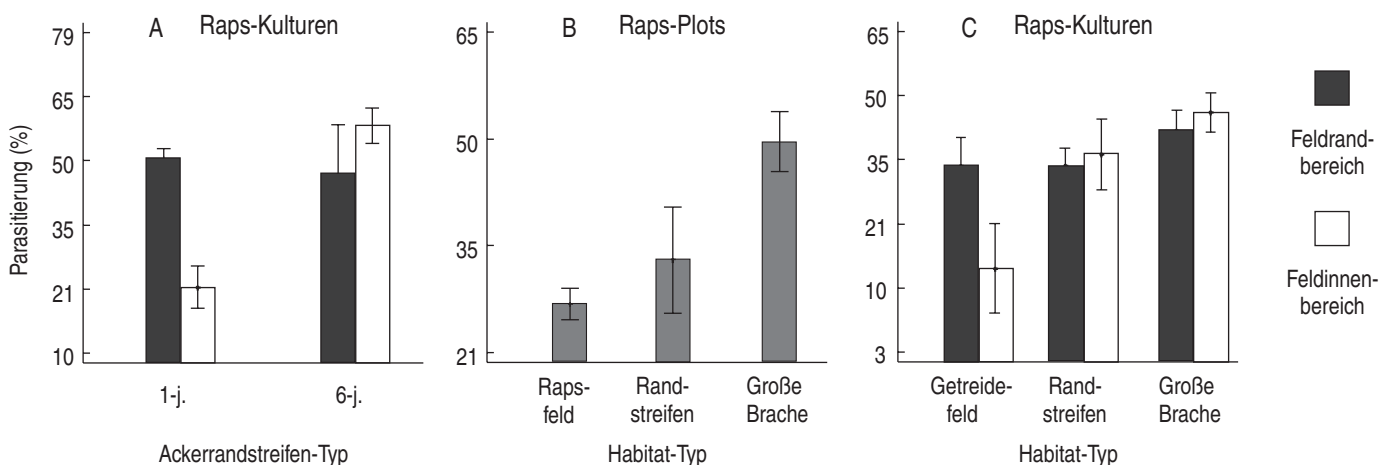 A Raps-Kulturen
Parasitierung (%)
79
65
50
35
21
10
1-j.
6-j.
Ackerrandstreifen-Typ
B Raps-Plots
65
50
35
21
Raps-
feld
Rand-
streifen
Große
Brache
Habitat-Typ
C Raps-Kulturen
65
50
35
21
10
3
Getreide-
feld
Rand-
streifen
Große
Brache
Habitat-Typ
Feldrand-
bereich
Feldinnen-
bereich